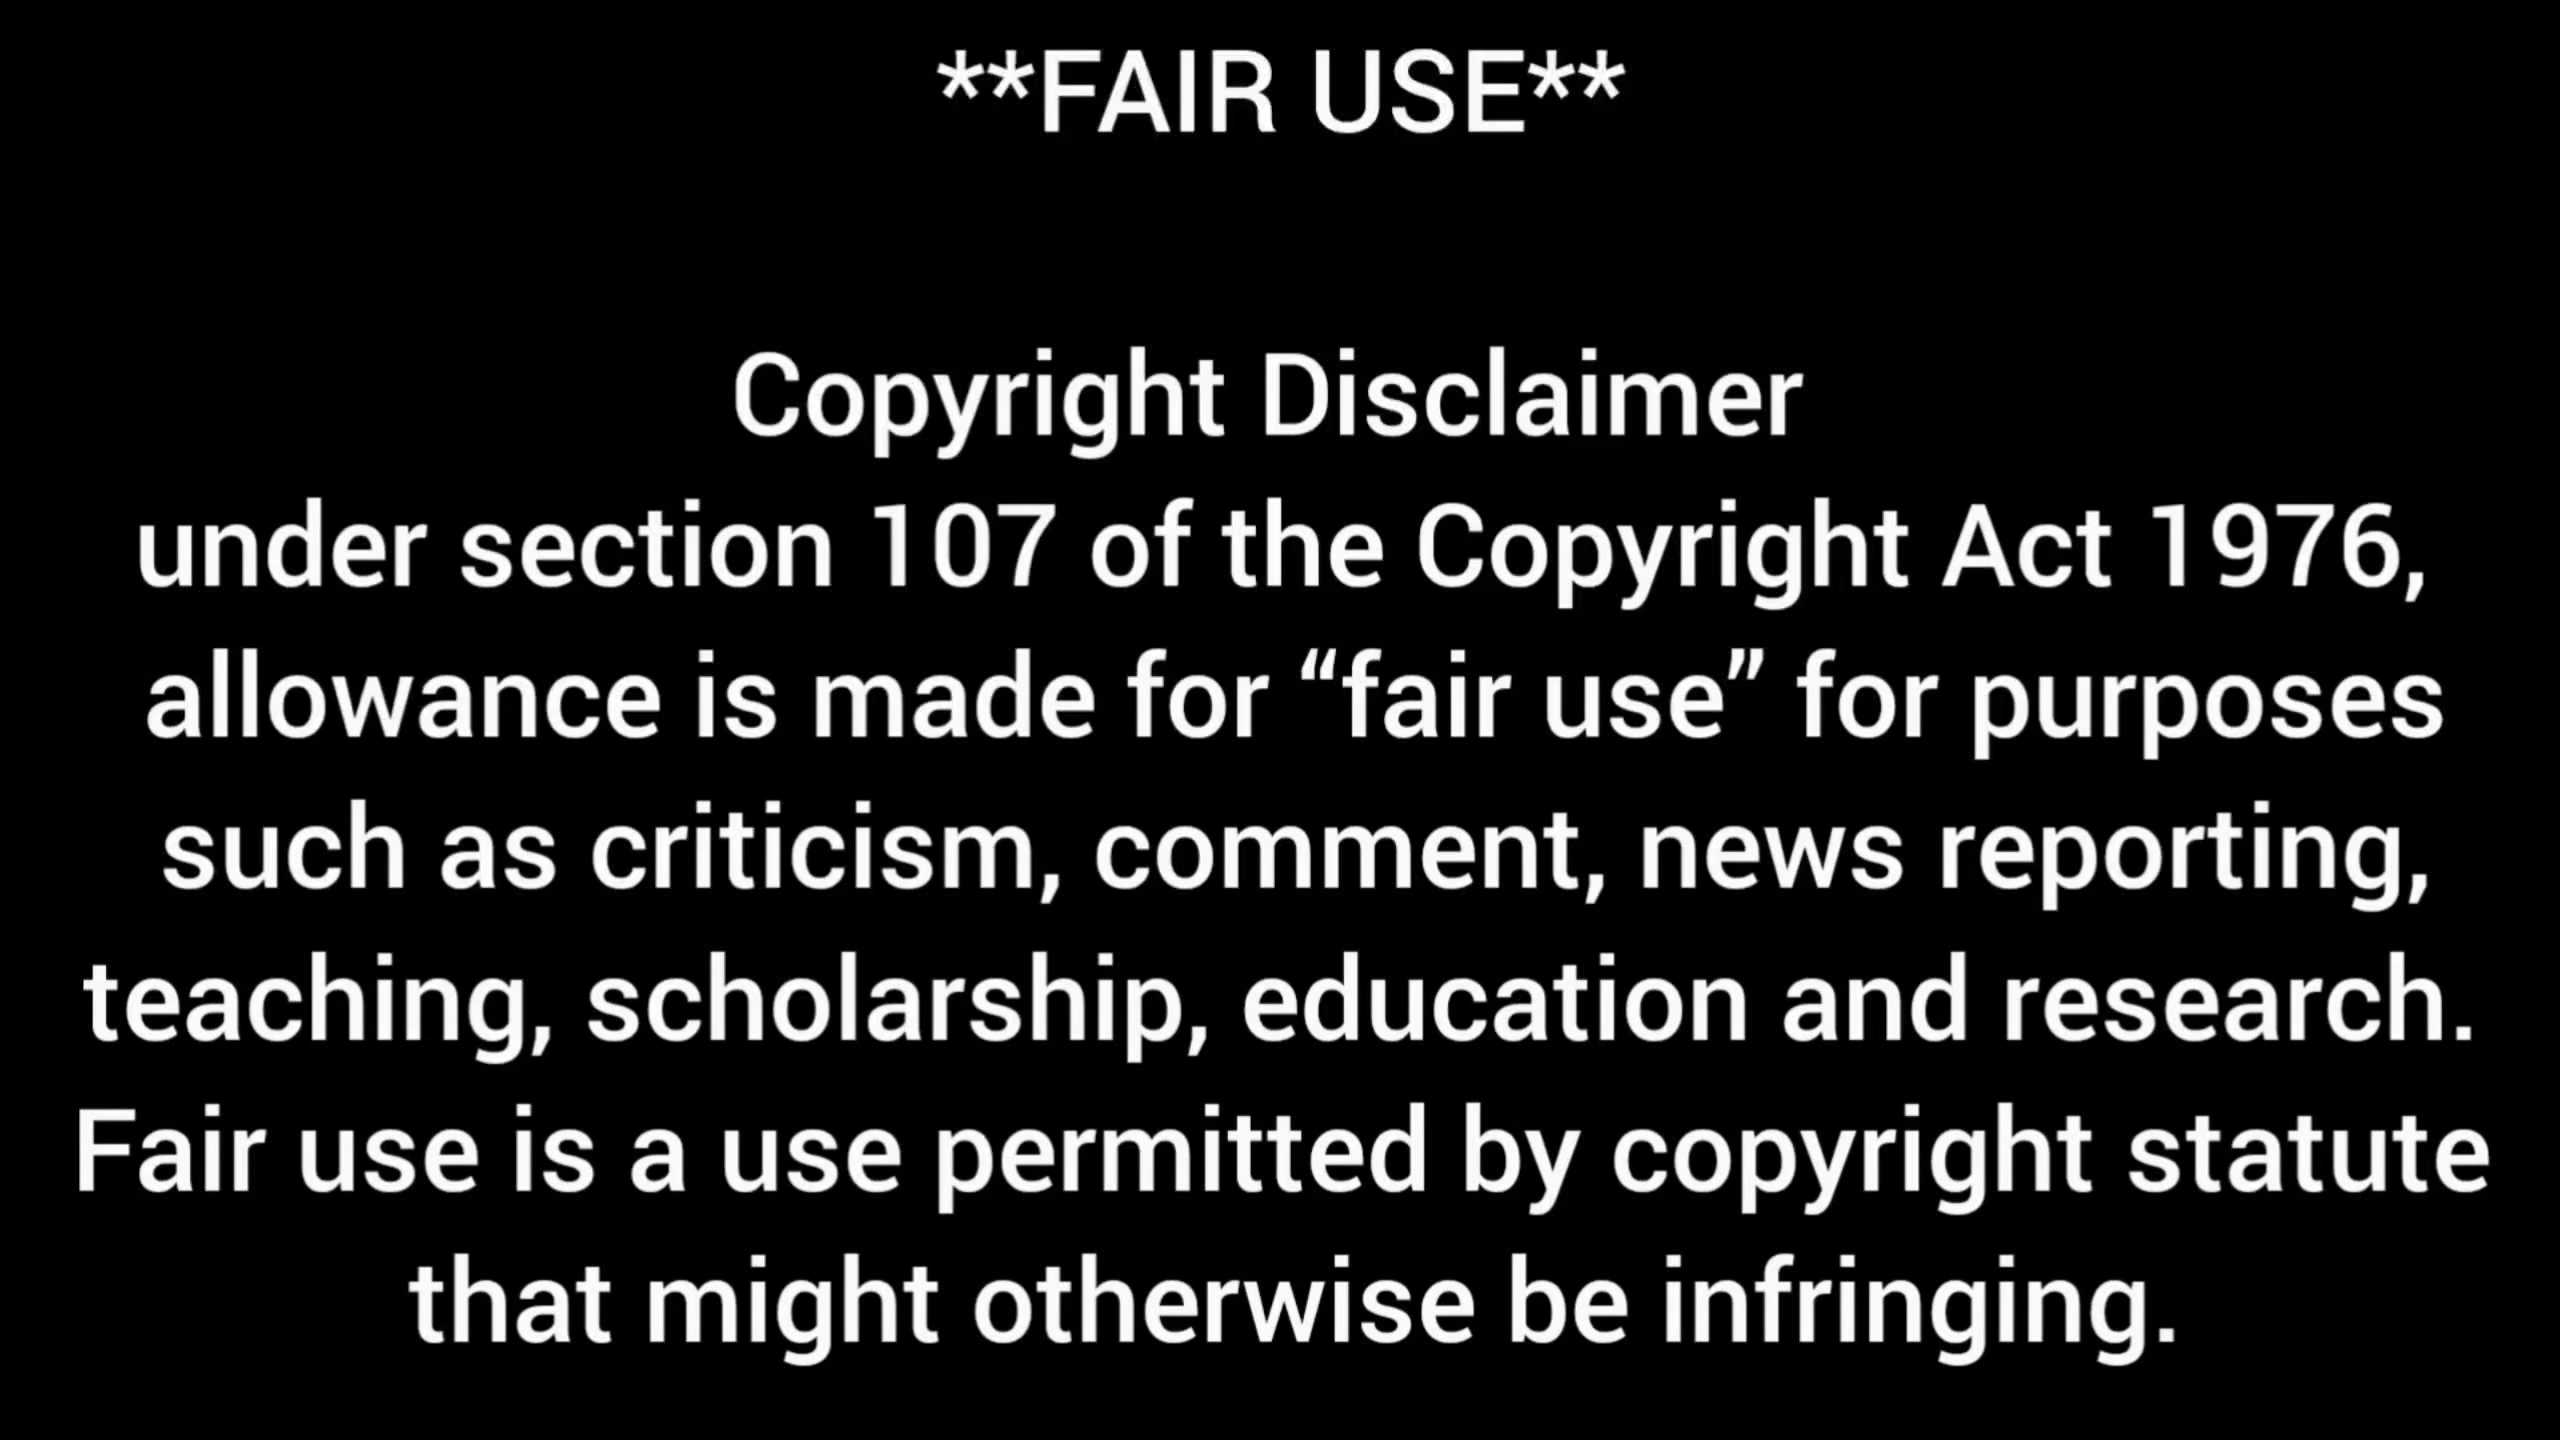 **FAIR USE**
Copyright Disclaimer
under section 107 of the Copyright Act 1976,
allowance is made for “fair use” for purposes
such as criticism, comment, news reporting,
teaching, scholarship, education and research.
Fair use is a use permitted by copyright statute
that might otherwise be infringing.